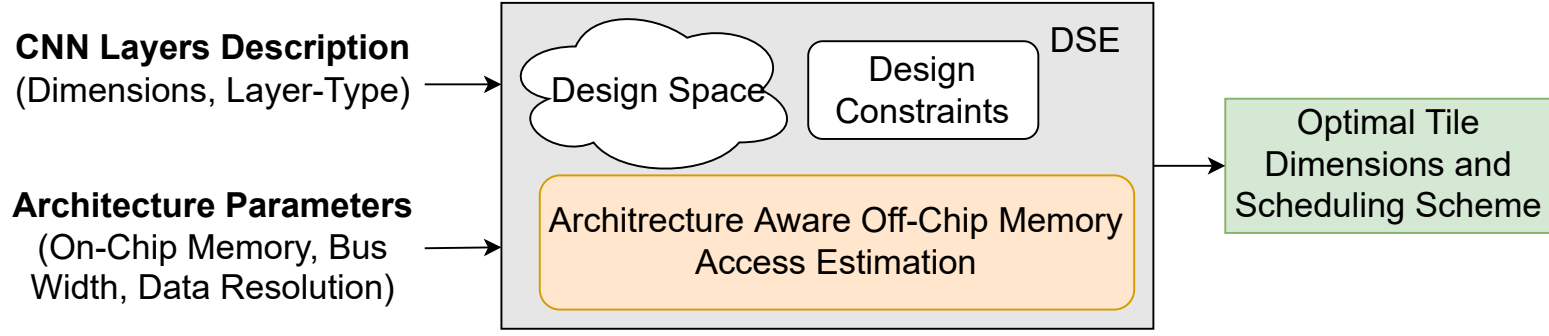 CNN Layers Description
(Dimensions, Layer-Type)
Architecture Parameters
(On-Chip Memory, Bus
Width, Data Resolution)
DSE
Design Space
Design
Constraints
Architrecture Aware Off-Chip Memory
Access Estimation
Optimal Tile
Dimensions and
Scheduling Scheme